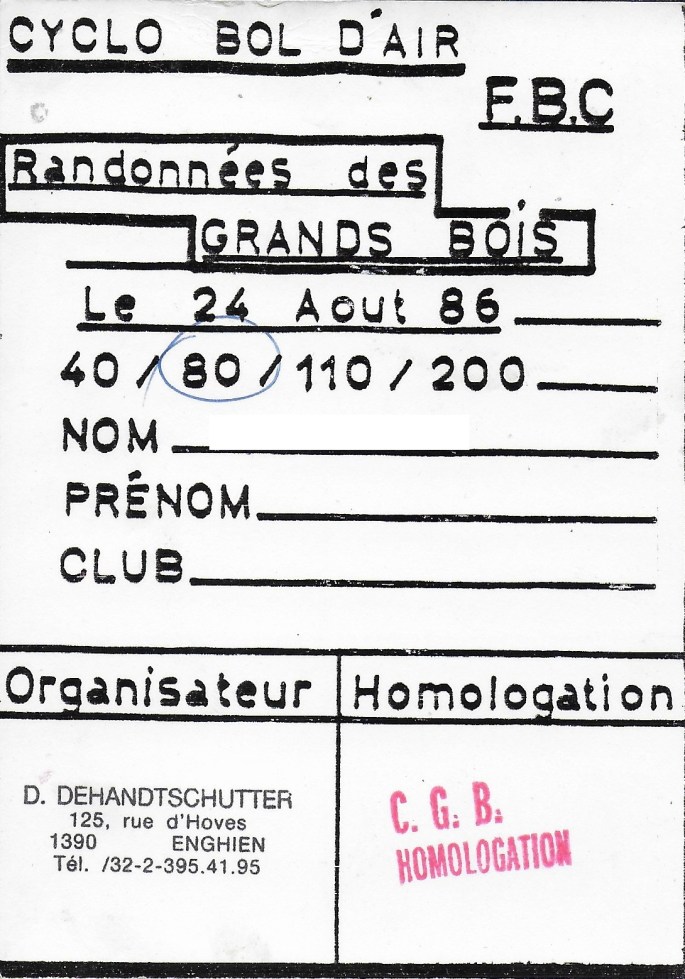 CYCLO BOL D'AIR
F.B.C
Randonnées des
GRANDS BOIS
Le 24 Aout 86
40 / 80 / 110 / 200
NOM
PRÉNOM
CLUB
Organisateur
Homologation
D. DEHANDTSCHUTTER
125, rue d'Hoves
1390 ENGHIEN
Tél. /32-2-395.41.95
C. G. B.
HOMOLOGATION